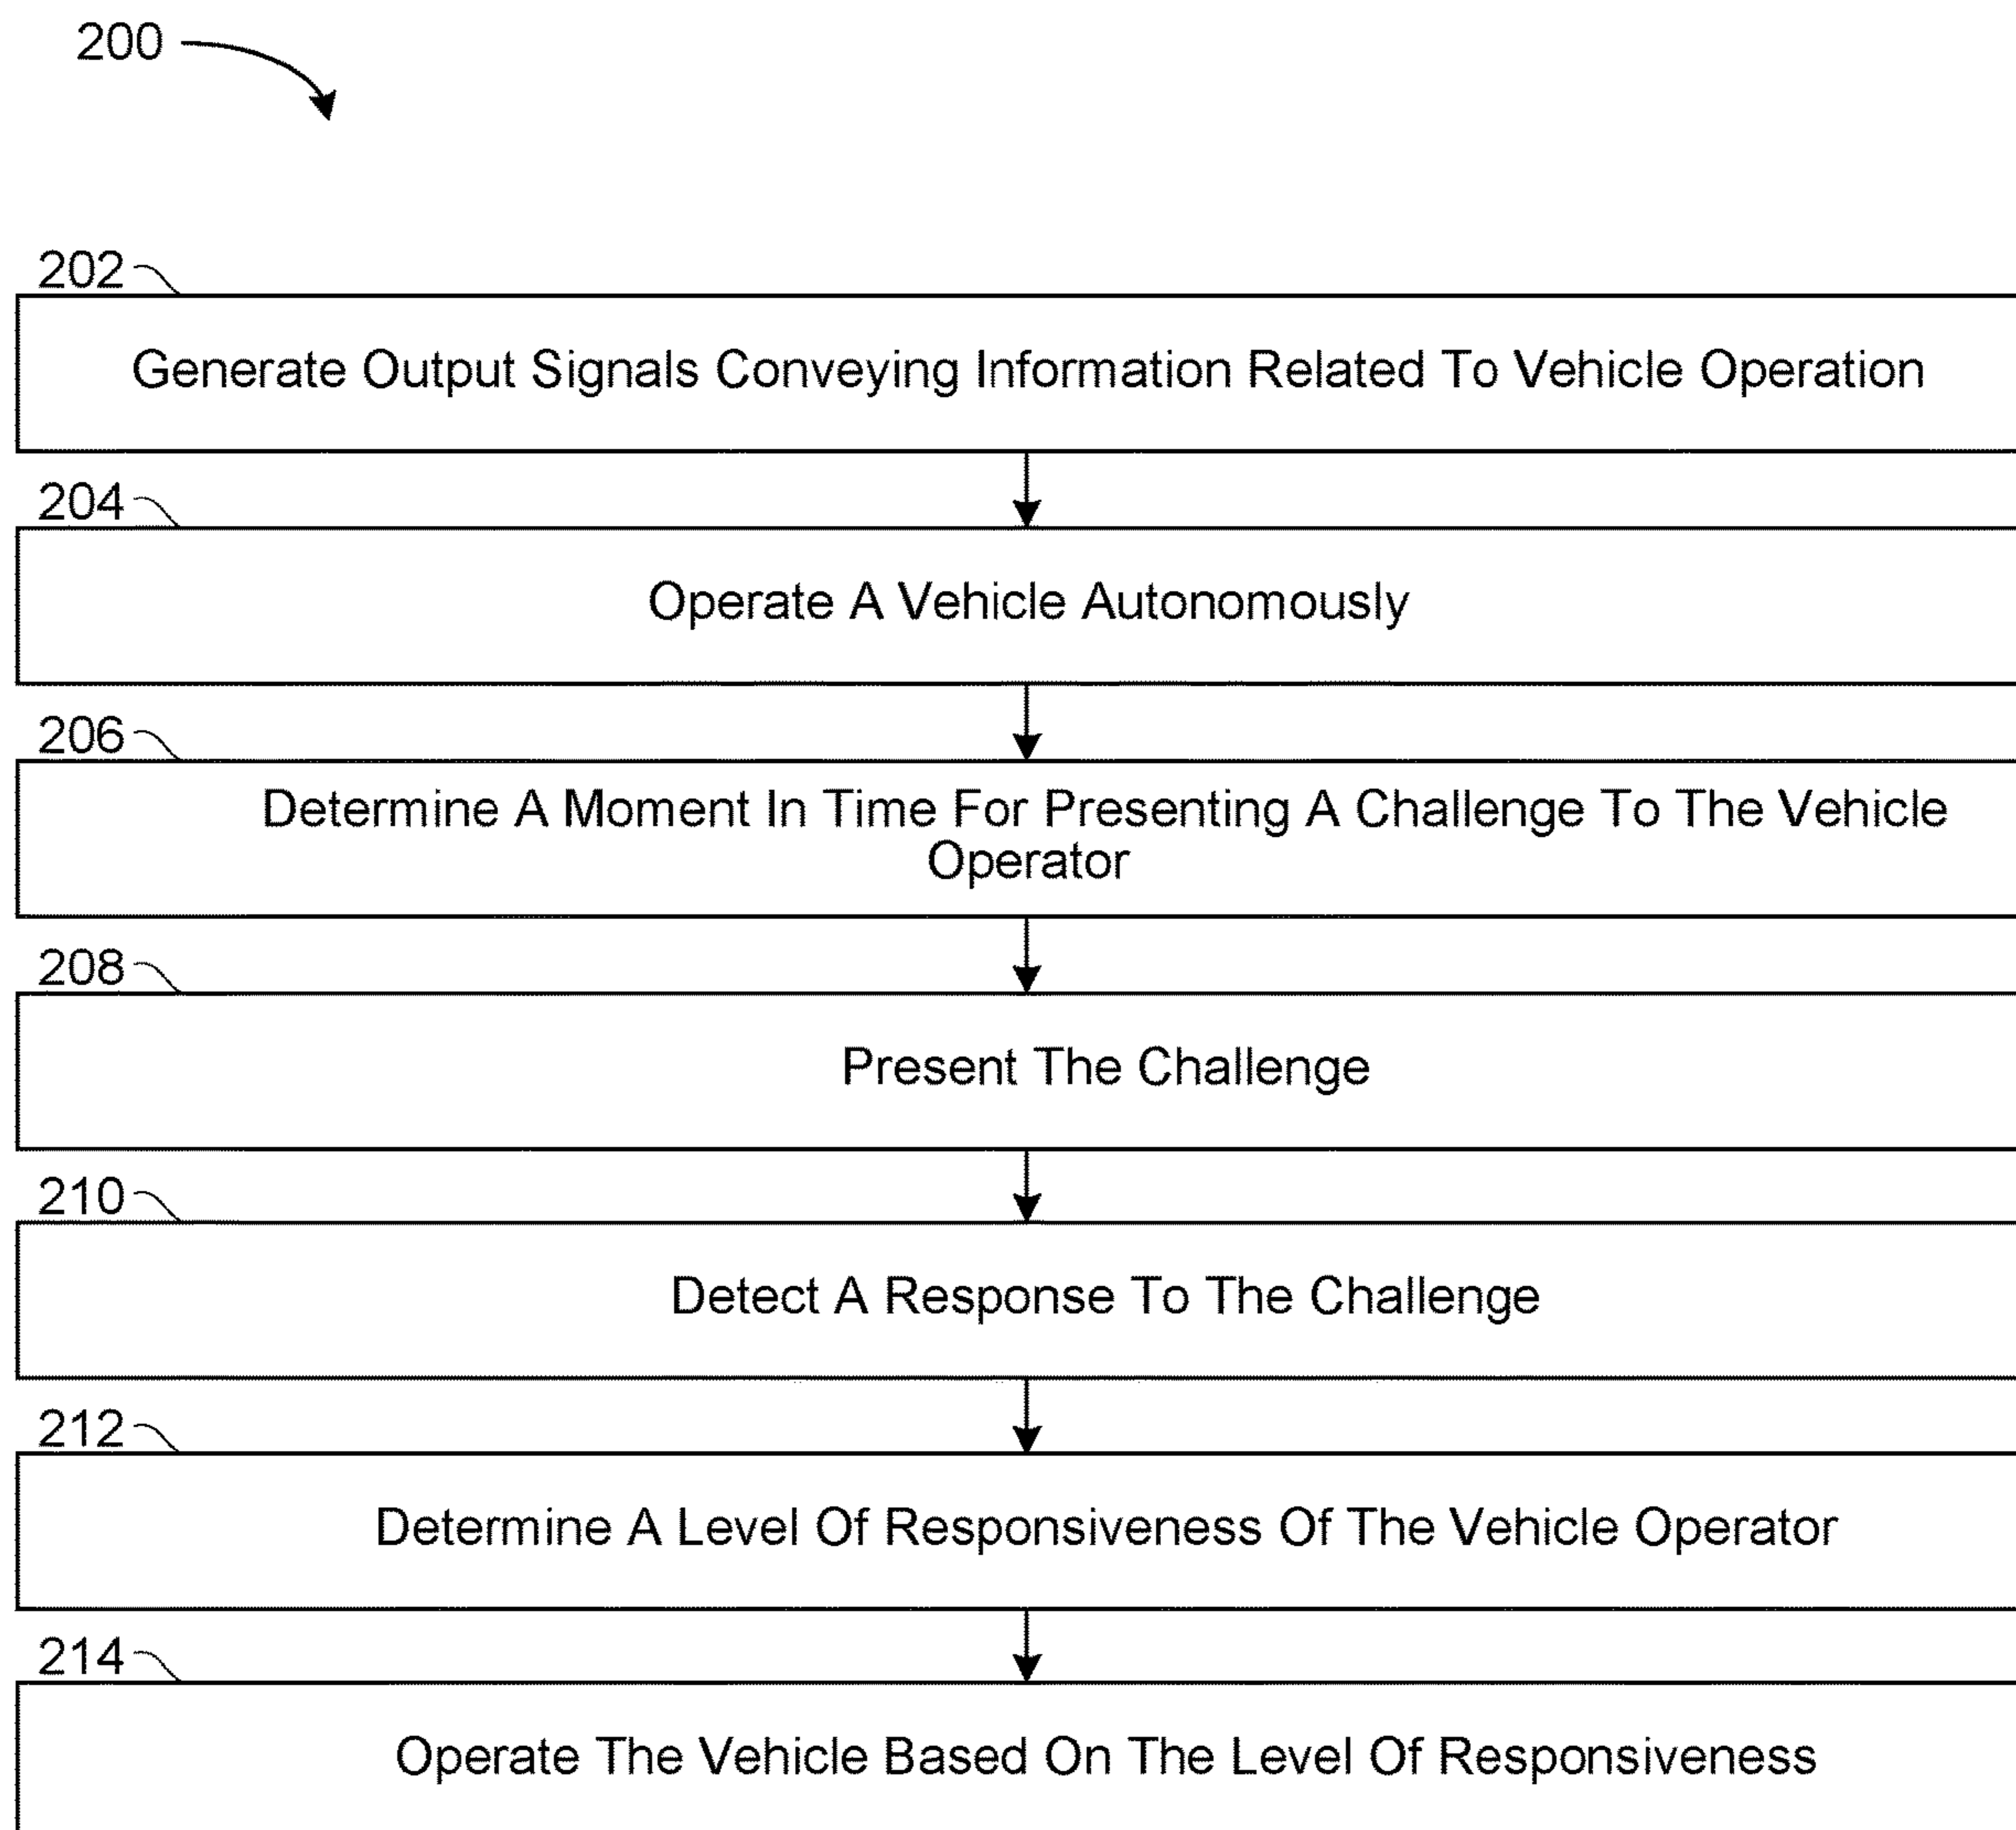 200
202
Generate Output Signals Conveying Information Related To Vehicle Operation
204
Operate A Vehicle Autonomously
206
Determine A Moment In Time For Presenting A Challenge To The Vehicle
Operator
208
Present The Challenge
210
Detect A Response To The Challenge
212
Determine A Level Of Responsiveness Of The Vehicle Operator
214
Operate The Vehicle Based On The Level Of Responsiveness